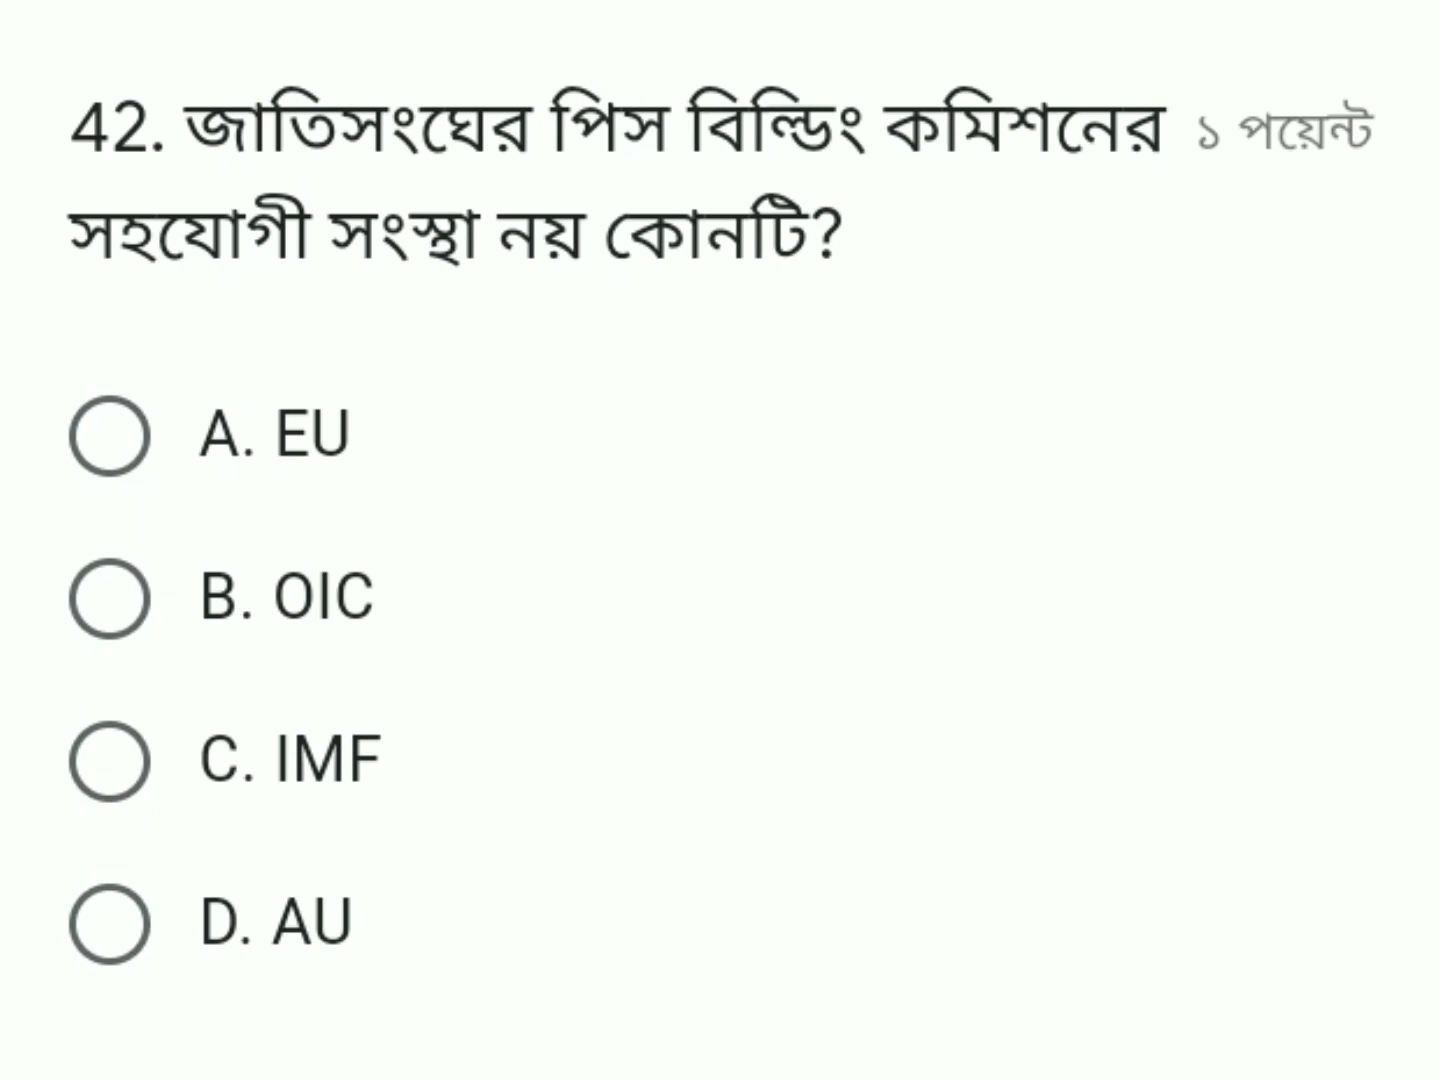 42. জাতিসংঘের পিস বিল্ডিং কমিশনের ১ পয়েন্ট
সহযোগী সংস্থা নয় কোনটি?
A. EU
B. OIC
C. IMF
D. AU